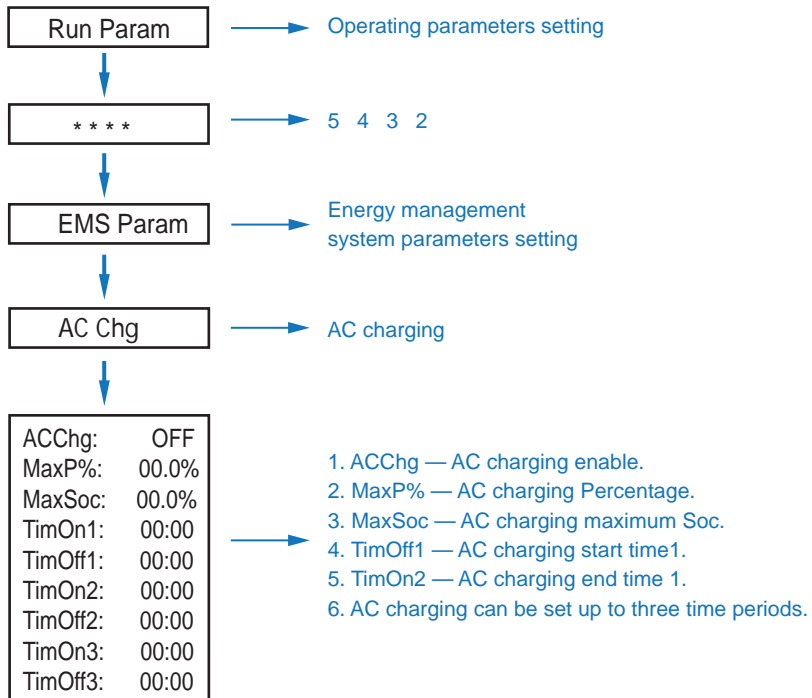 Run Param
Operating parameters setting
* * * *
5 4 3 2
EMS Param
Energy management
system parameters setting
AC Chg
AC charging
ACChg: OFF
MaxP%: 00.0%
MaxSoc: 00.0%
TimOn1: 00:00
TimOff1: 00:00
TimOn2: 00:00
TimOff2: 00:00
TimOn3: 00:00
TimOff3: 00:00
1. ACChg — AC charging enable.
2. MaxP% — AC charging Percentage.
3. MaxSoc — AC charging maximum Soc.
4. TimOff1 — AC charging start time1.
5. TimOn2 — AC charging end time 1.
6. AC charging can be set up to three time periods.